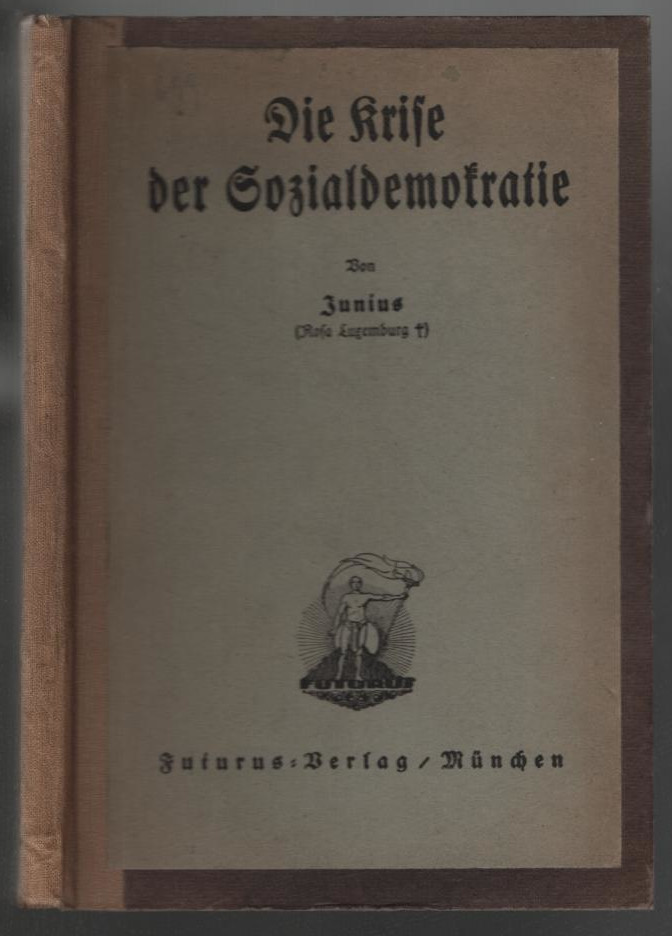 Die Krise
der Sozialdemokratie
Von
Junius
(Rosa Luxemburg †)
FUTURUS
Futurus-Verlag / München